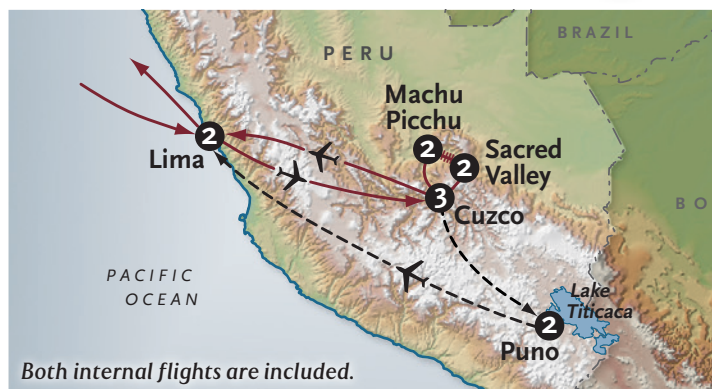 PERU
BRAZIL
Machu
Picchu
2
2
Sacred
Valley
2
Lima
3
Cuzco
BO
PACIFIC
OCEAN
Lake
Titicaca
2
Puno
Both internal flights are included.